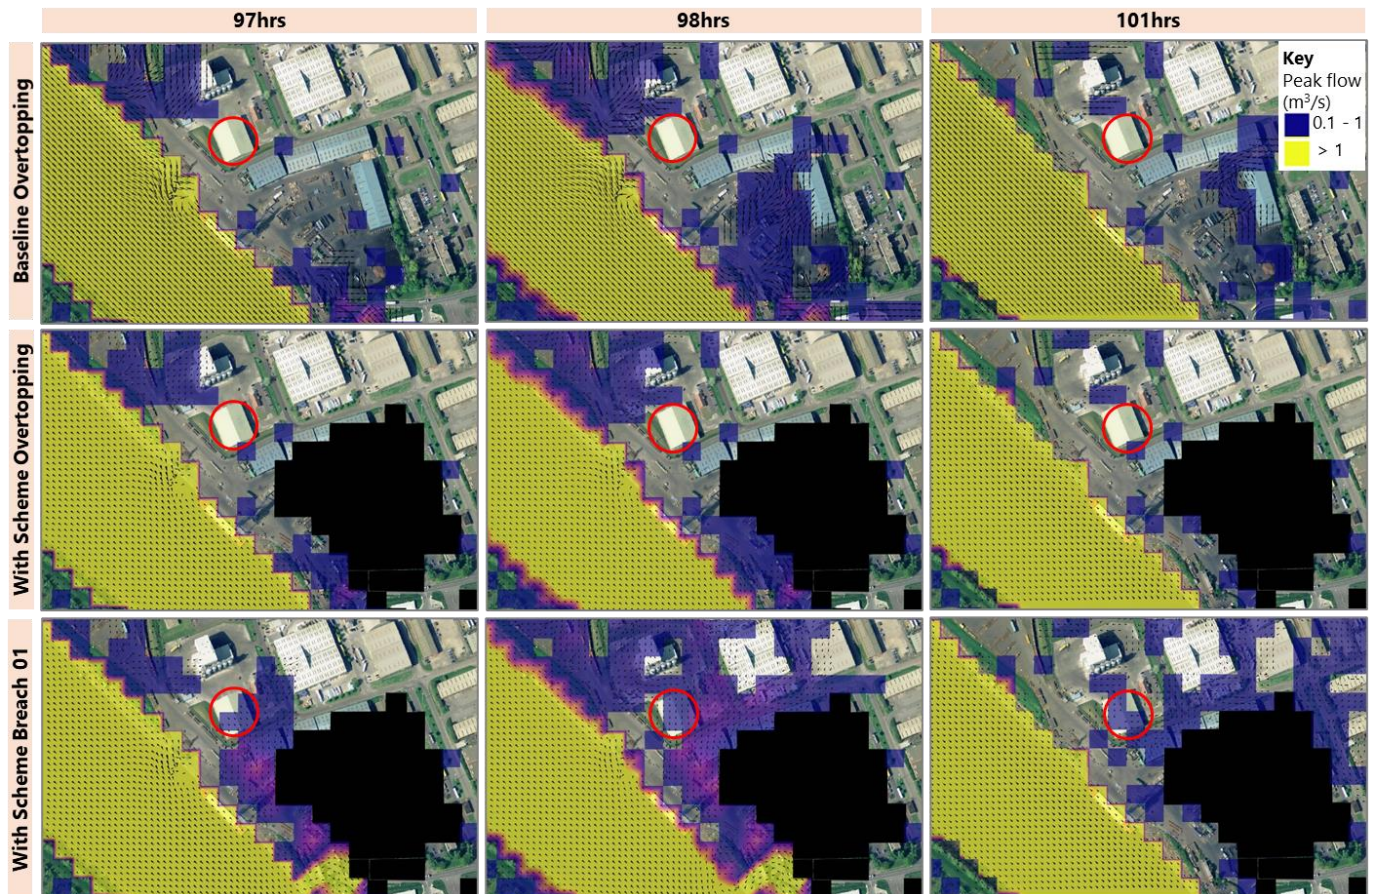 97hrs
98hrs
101hrs
Baseline Overtopping
Key
Peak flow
(m³/s)
0.1 - 1
> 1
With Scheme Overtopping
With Scheme Breach 01